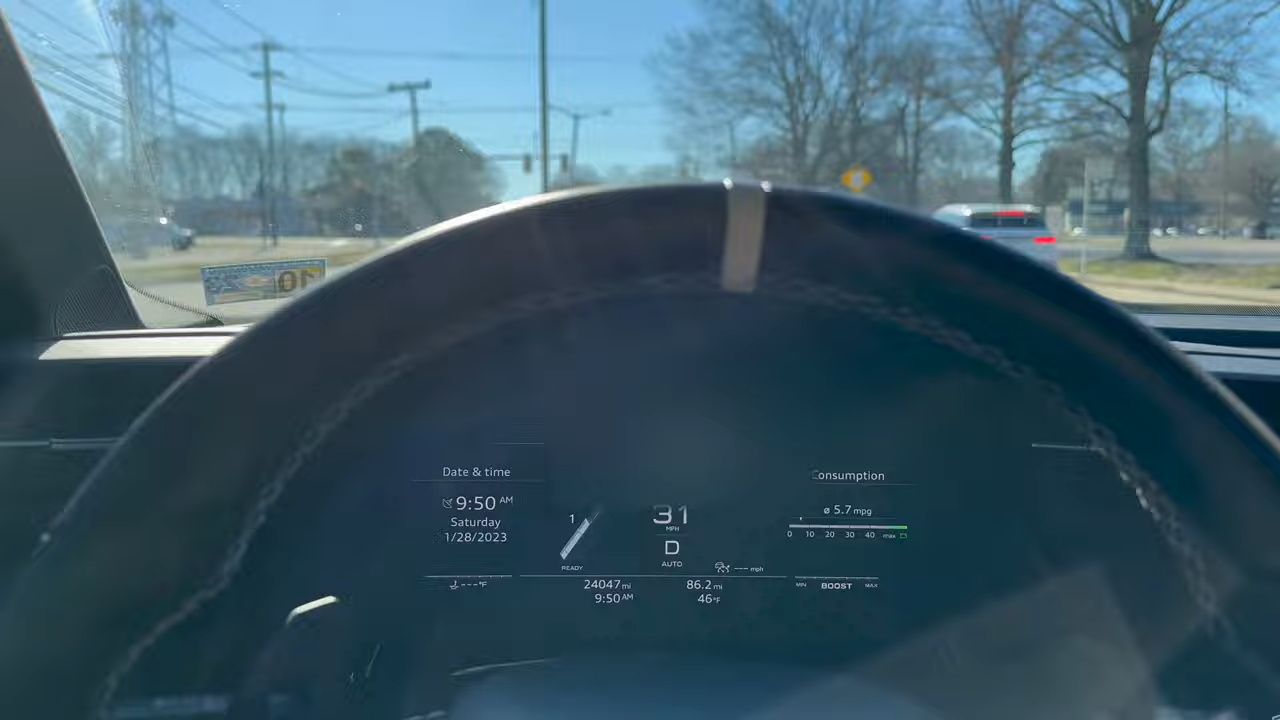 10
Date & time
9:50 AM
Saturday
1/28/2023
1
READY
31
MPH
D
AUTO
--- mph
Consumption
ø 5.7 mpg
0 10 20 30 40 max
---°F
24047 mi
9:50 AM
86.2 mi
46°F
MIN BOOST MAX